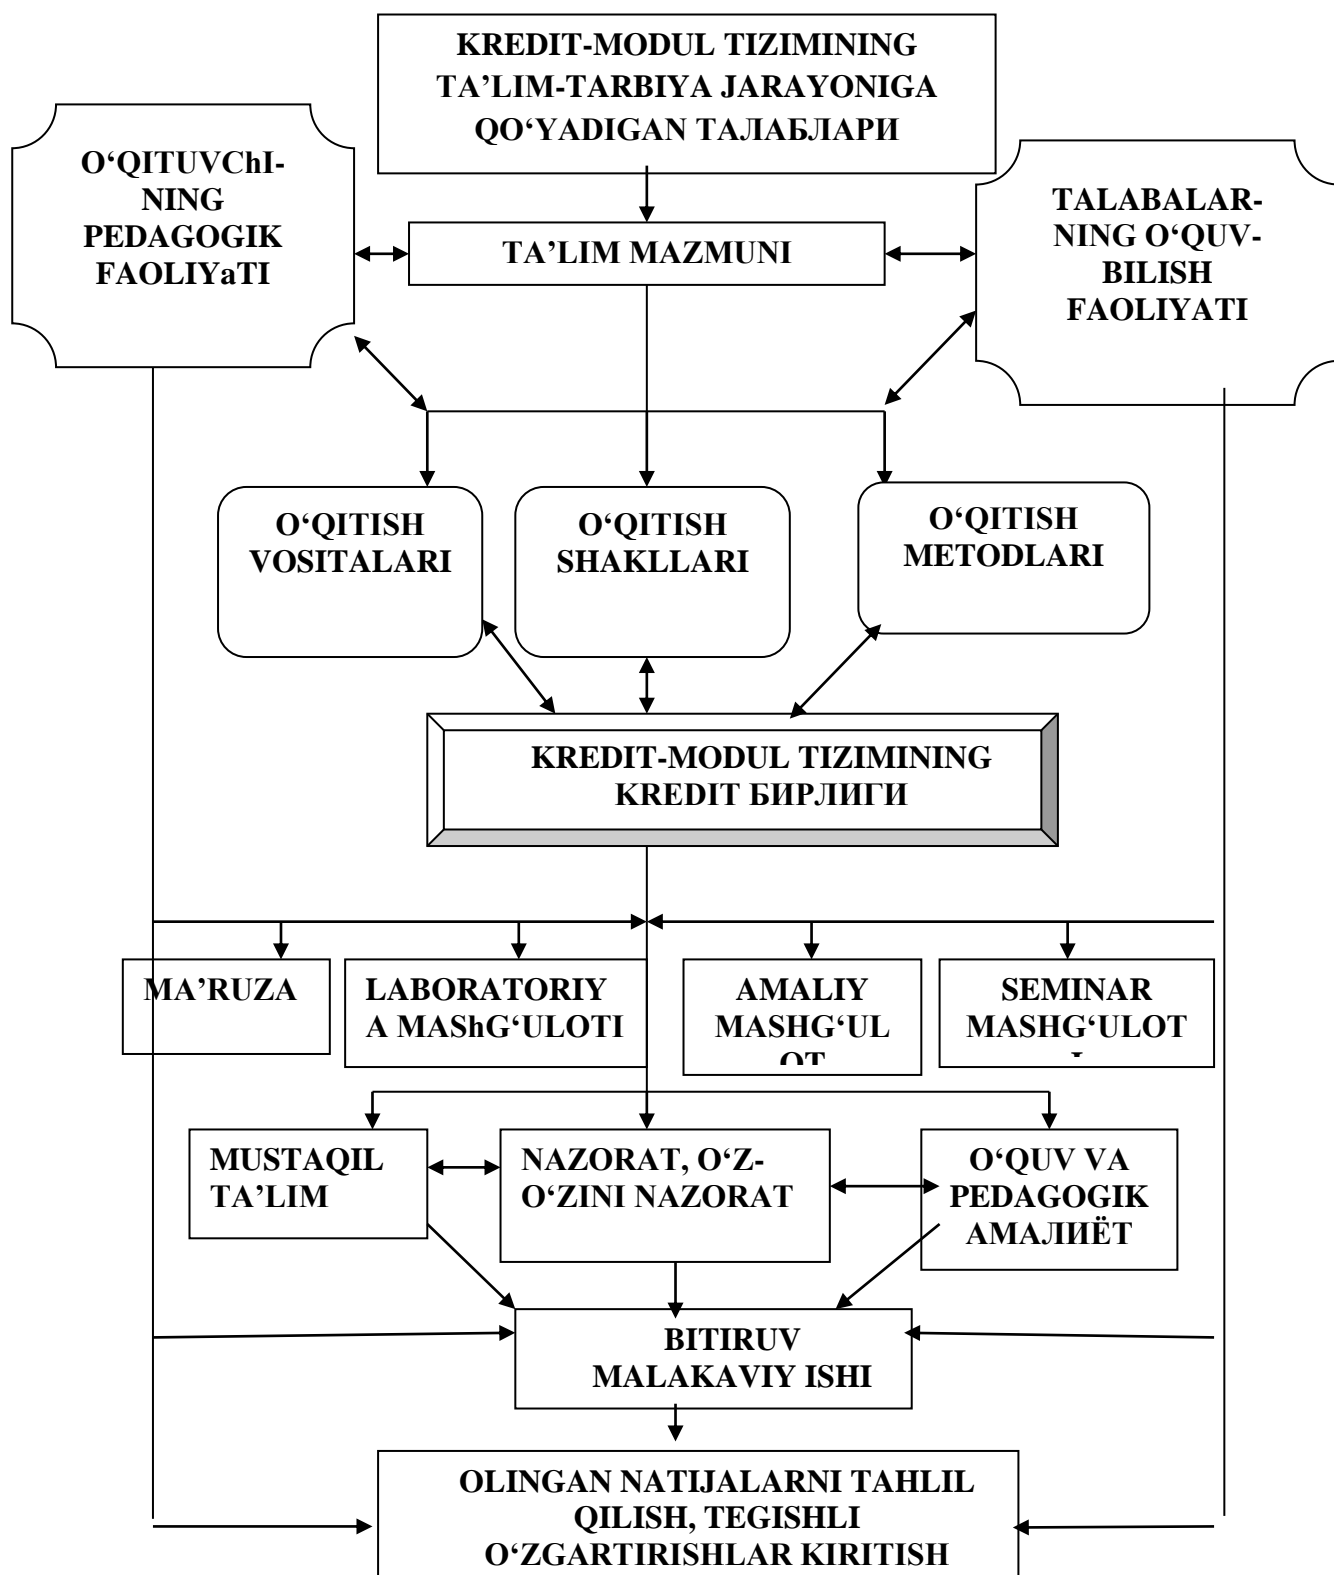 KREDIT-MODUL TIZIMINING
TA’LIM-TARBIYA JARAYONIGA
QO‘YADIGAN ТАЛАБЛАРИ
O‘QITUVChI-
NING
PEDAGOGIK
FAOLIYaTI
TA’LIM MAZMUNI
TALABALAR-
NING O‘QUV-
BILISH
FAOLIYATI
O‘QITISH
VOSITALARI
O‘QITISH
SHAKLLARI
O‘QITISH
METODLARI
KREDIT-MODUL TIZIMINING
KREDIT БИРЛИГИ
MA’RUZA
LABORATORIY
A MAShG‘ULOTI
AMALIY
MASHG‘UL
OT
SEMINAR
MASHG‘ULOT
I
MUSTAQIL
TA’LIM
NAZORAT, O‘Z-
O‘ZINI NAZORAT
O‘QUV VA
PEDAGOGIK
АМАЛИЁТ
BITIRUV
MALAKAVIY ISHI
OLINGAN NATIJALARNI TAHLIL
QILISH, TEGISHLI
O‘ZGARTIRISHLAR KIRITISH